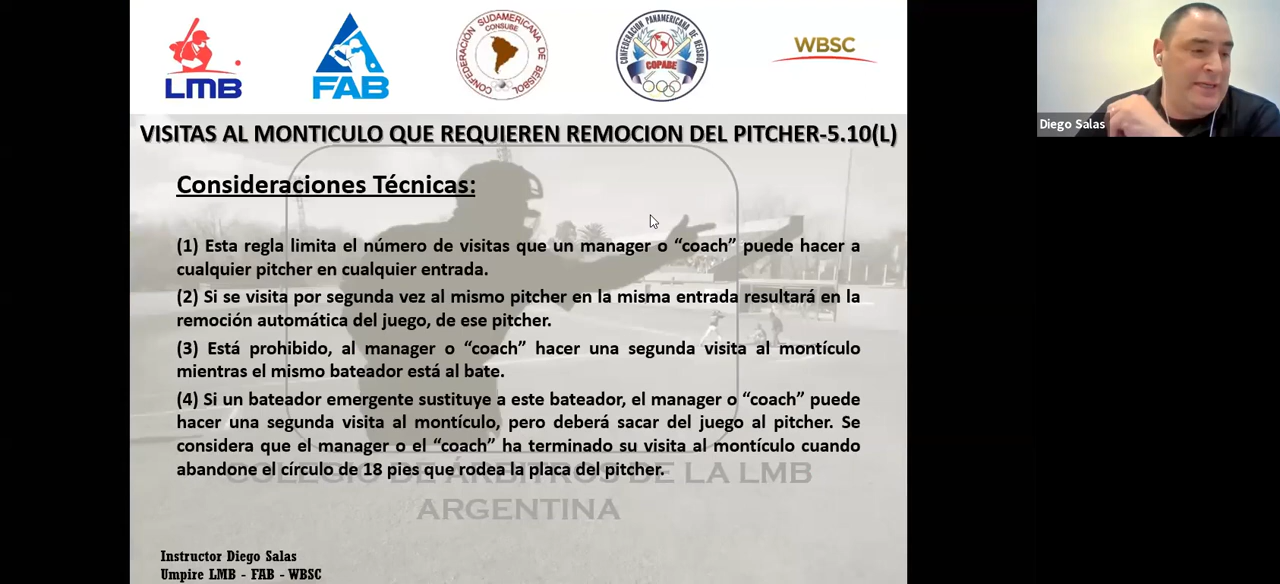 LMB
FAB
CONFEDERACIÓN SUDAMERICANA DE BEISBOL
CONSUBE
CONFEDERACION PANAMERICANA DE BEISBOL
COPABE
WBSC
Diego Salas
VISITAS AL MONTICULO QUE REQUIEREN REMOCION DEL PITCHER-5.10(L)
Consideraciones Técnicas:
(1) Esta regla limita el número de visitas que un manager o “coach” puede hacer a
cualquier pitcher en cualquier entrada.
(2) Si se visita por segunda vez al mismo pitcher en la misma entrada resultará en la
remoción automática del juego, de ese pitcher.
(3) Está prohibido, al manager o “coach” hacer una segunda visita al montículo
mientras el mismo bateador está al bate.
(4) Si un bateador emergente sustituye a este bateador, el manager o “coach” puede
hacer una segunda visita al montículo, pero deberá sacar del juego al pitcher. Se
considera que el manager o el “coach” ha terminado su visita al montículo cuando
abandone el círculo de 18 pies que rodea la placa del pitcher.
COLEGIO DE ÁRBITROS DE LA LMB
ARGENTINA
Instructor Diego Salas
Umpire LMB - FAB - WBSC